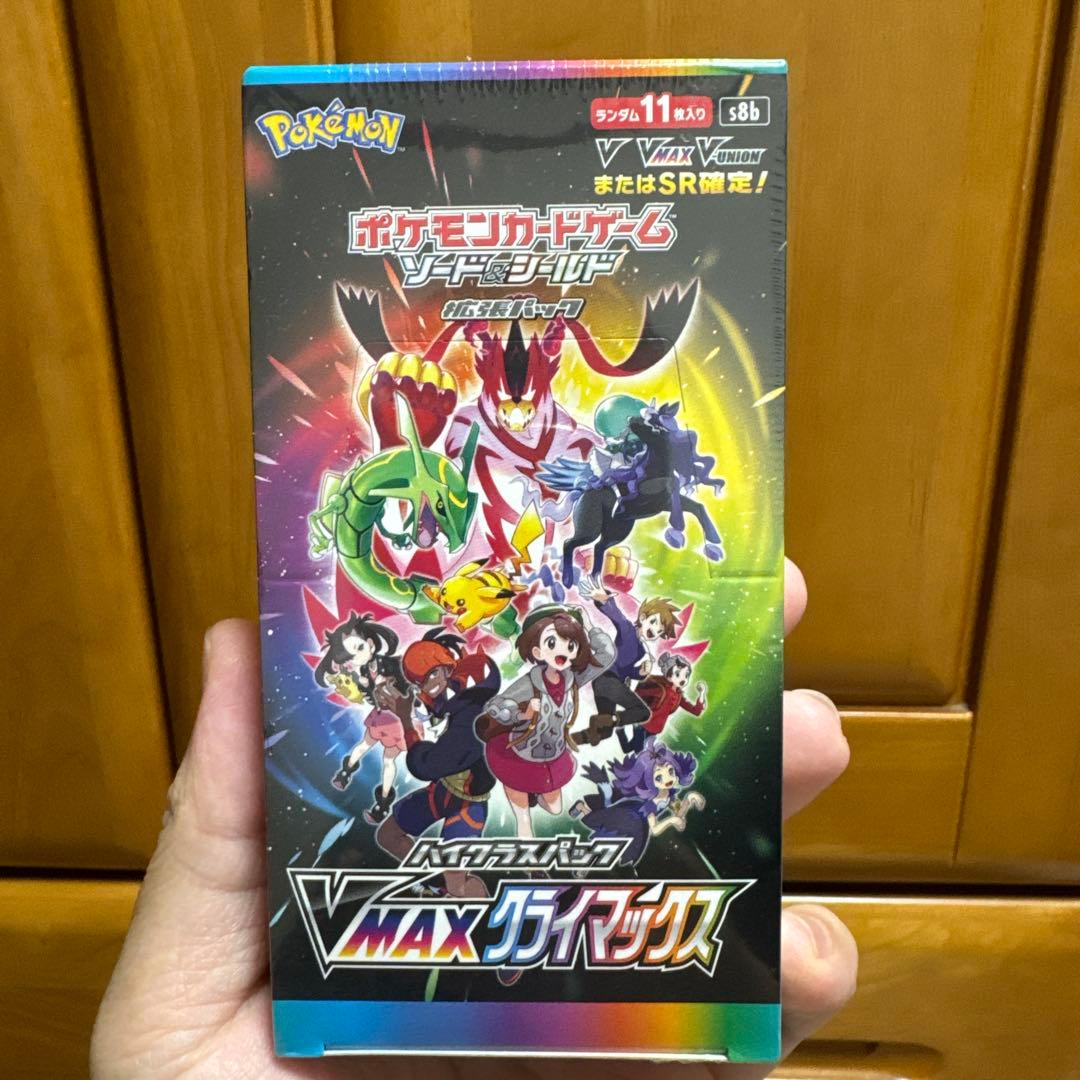 POKéMON
ランダム11枚入り s8b
V VMAX V-UNION
またはSR確定!
ポケモンカードゲーム
ソード&シールド
拡張パック
ハイクラスパック
VMAXクライマックス